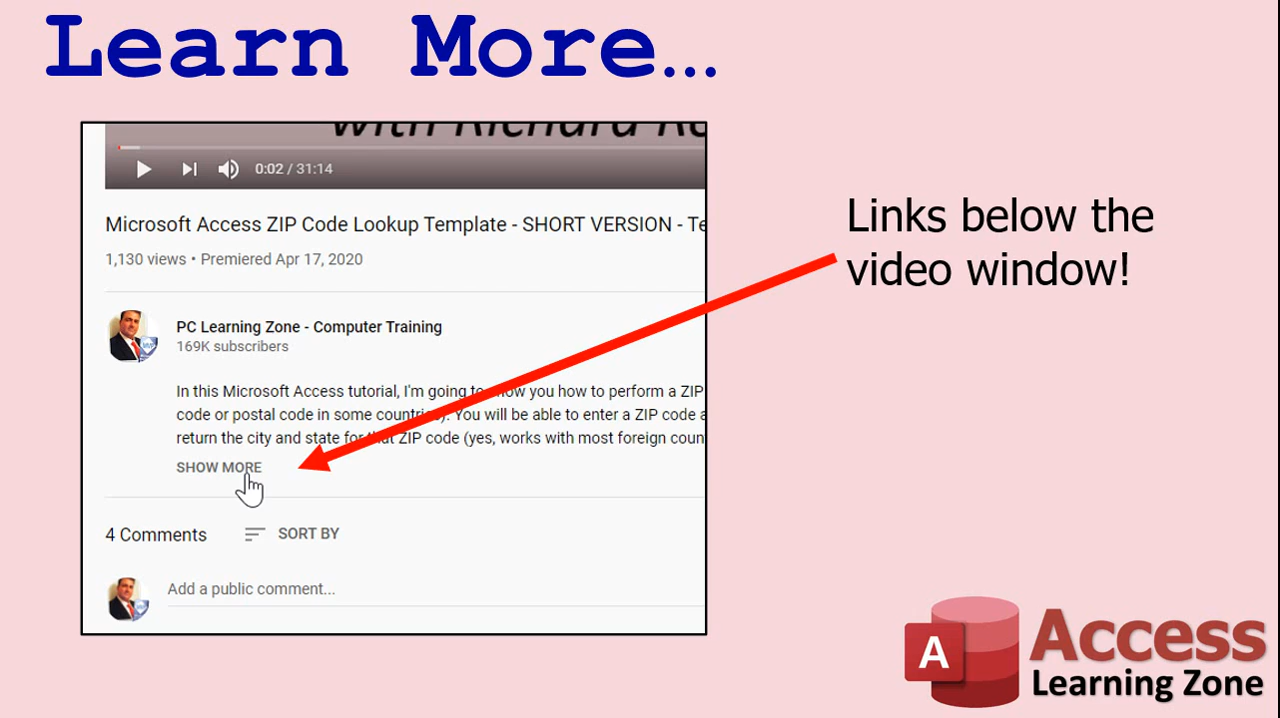 Learn More...
with Richard
0:02 / 31:14
Microsoft Access ZIP Code Lookup Template - SHORT VERSION - Te
1,130 views • Premiered Apr 17, 2020
PC Learning Zone - Computer Training
169K subscribers
In this Microsoft Access tutorial, I'm going to show you how to perform a ZIP
code or postal code in some countries). You will be able to enter a ZIP code a
return the city and state for that ZIP code (yes, works with most foreign coun
SHOW MORE
4 Comments
SORT BY
Add a public comment...
Links below the
video window!
A
Access
Learning Zone